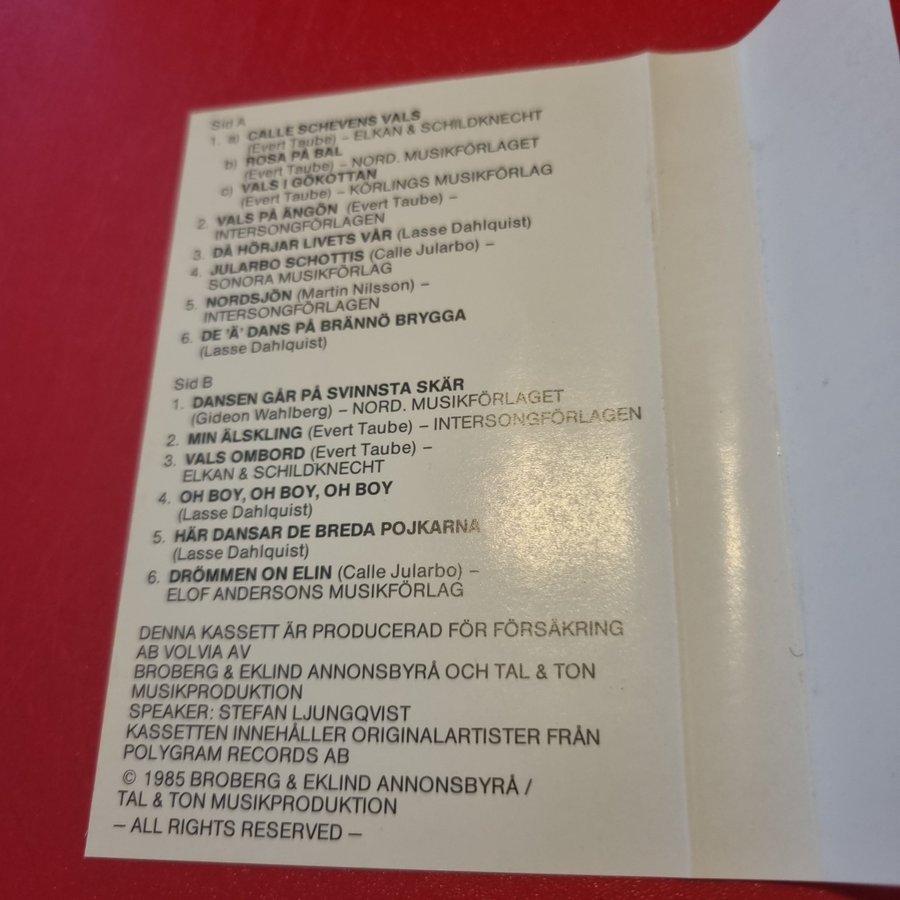 Sid A
1. a) CALLE SCHEVENS VALS
(Evert Taube) – ELKAN & SCHILDKNECHT
b) ROSA PÅ BAL
(Evert Taube) – NORD. MUSIKFÖRLAGET
c) VALS I GÖKOTTAN
(Evert Taube) – KÖRLINGS MUSIKFÖRLAG
2. VALS PÅ ÄNGÖN (Evert Taube) –
INTERSONGFÖRLAGEN
3. DÅ HÖRJAR LIVETS VÅR (Lasse Dahlquist)
4. JULARBO SCHOTTIS (Calle Jularbo) –
SONORA MUSIKFÖRLAG
5. NORDSJÖN (Martin Nilsson) –
INTERSONGFÖRLAGEN
6. DE 'Ä' DANS PÅ BRÄNNÖ BRYGGA
(Lasse Dahlquist)
Sid B
1. DANSEN GÅR PÅ SVINNSTA SKÄR
(Gideon Wahlberg) – NORD. MUSIKFÖRLAGET
2. MIN ÄLSKLING (Evert Taube) – INTERSONGFÖRLAGEN
3. VALS OMBORD (Evert Taube) –
ELKAN & SCHILDKNECHT
4. OH BOY, OH BOY, OH BOY
(Lasse Dahlquist)
5. HÄR DANSAR DE BREDA POJKARNA
(Lasse Dahlquist)
6. DRÖMMEN ON ELIN (Calle Jularbo) –
ELOF ANDERSONS MUSIKFÖRLAG
DENNA KASSETT ÄR PRODUCERAD FÖR FÖRSÄKRING
AB VOLVIA AV
BROBERG & EKLIND ANNONSBYRÅ OCH TAL & TON
MUSIKPRODUKTION
SPEAKER: STEFAN LJUNGQVIST
KASSETTEN INNEHÅLLER ORIGINALARTISTER FRÅN
POLYGRAM RECORDS AB
© 1985 BROBERG & EKLIND ANNONSBYRÅ /
TAL & TON MUSIKPRODUKTION
– ALL RIGHTS RESERVED –